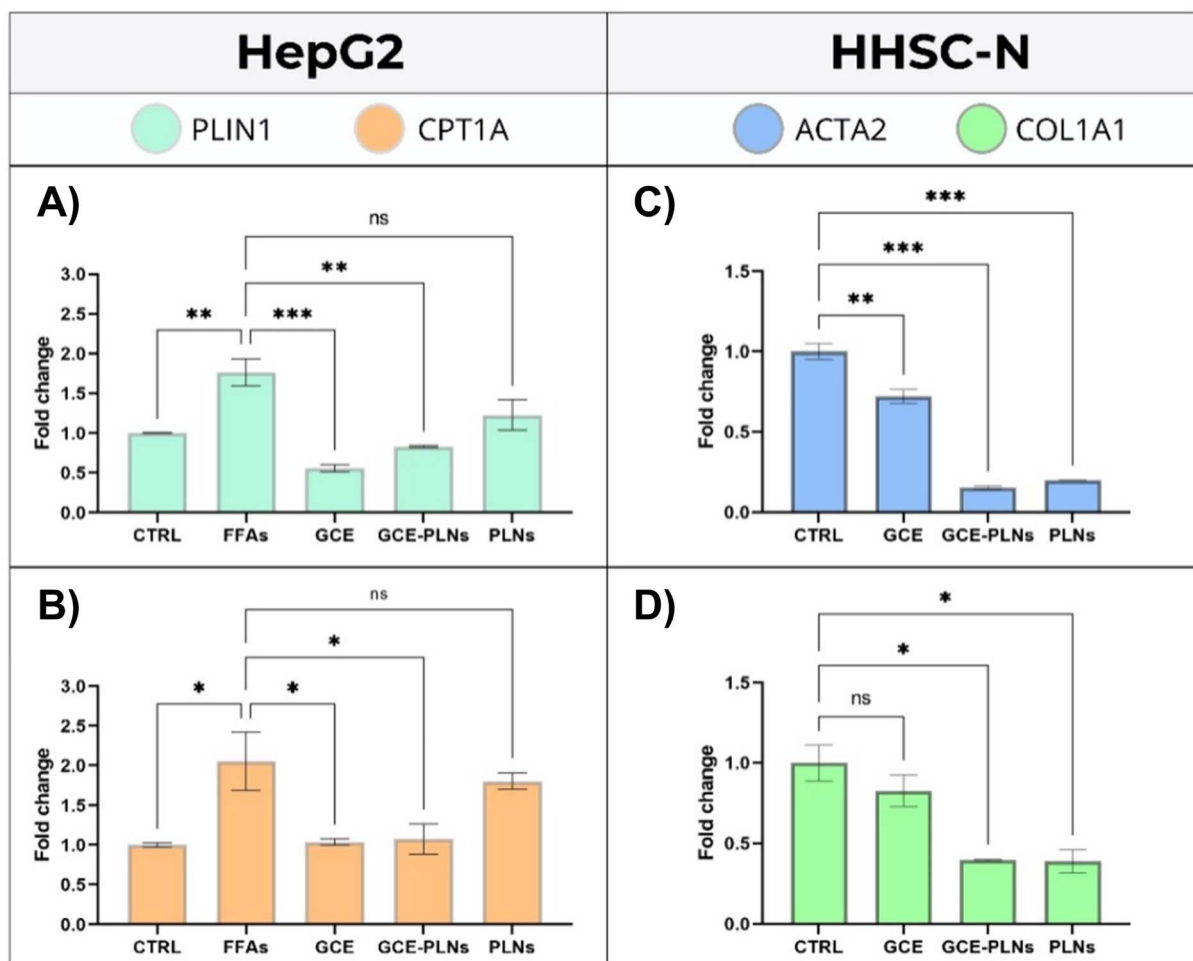 HepG2
HHSC-N
PLIN1 CPT1A
ACTA2 COL1A1
A)
ns
**
** ***
3.0
2.5
2.0
1.5
1.0
0.5
0.0
Fold change
CTRL FFAs GCE GCE-PLNs PLNs
C)
***
***
**
1.5
1.0
0.5
0.0
Fold change
CTRL GCE GCE-PLNs PLNs
B)
ns
*
* *
3.0
2.5
2.0
1.5
1.0
0.5
0.0
Fold change
CTRL FFAs GCE GCE-PLNs PLNs
D)
*
*
ns
1.5
1.0
0.5
0.0
Fold change
CTRL GCE GCE-PLNs PLNs